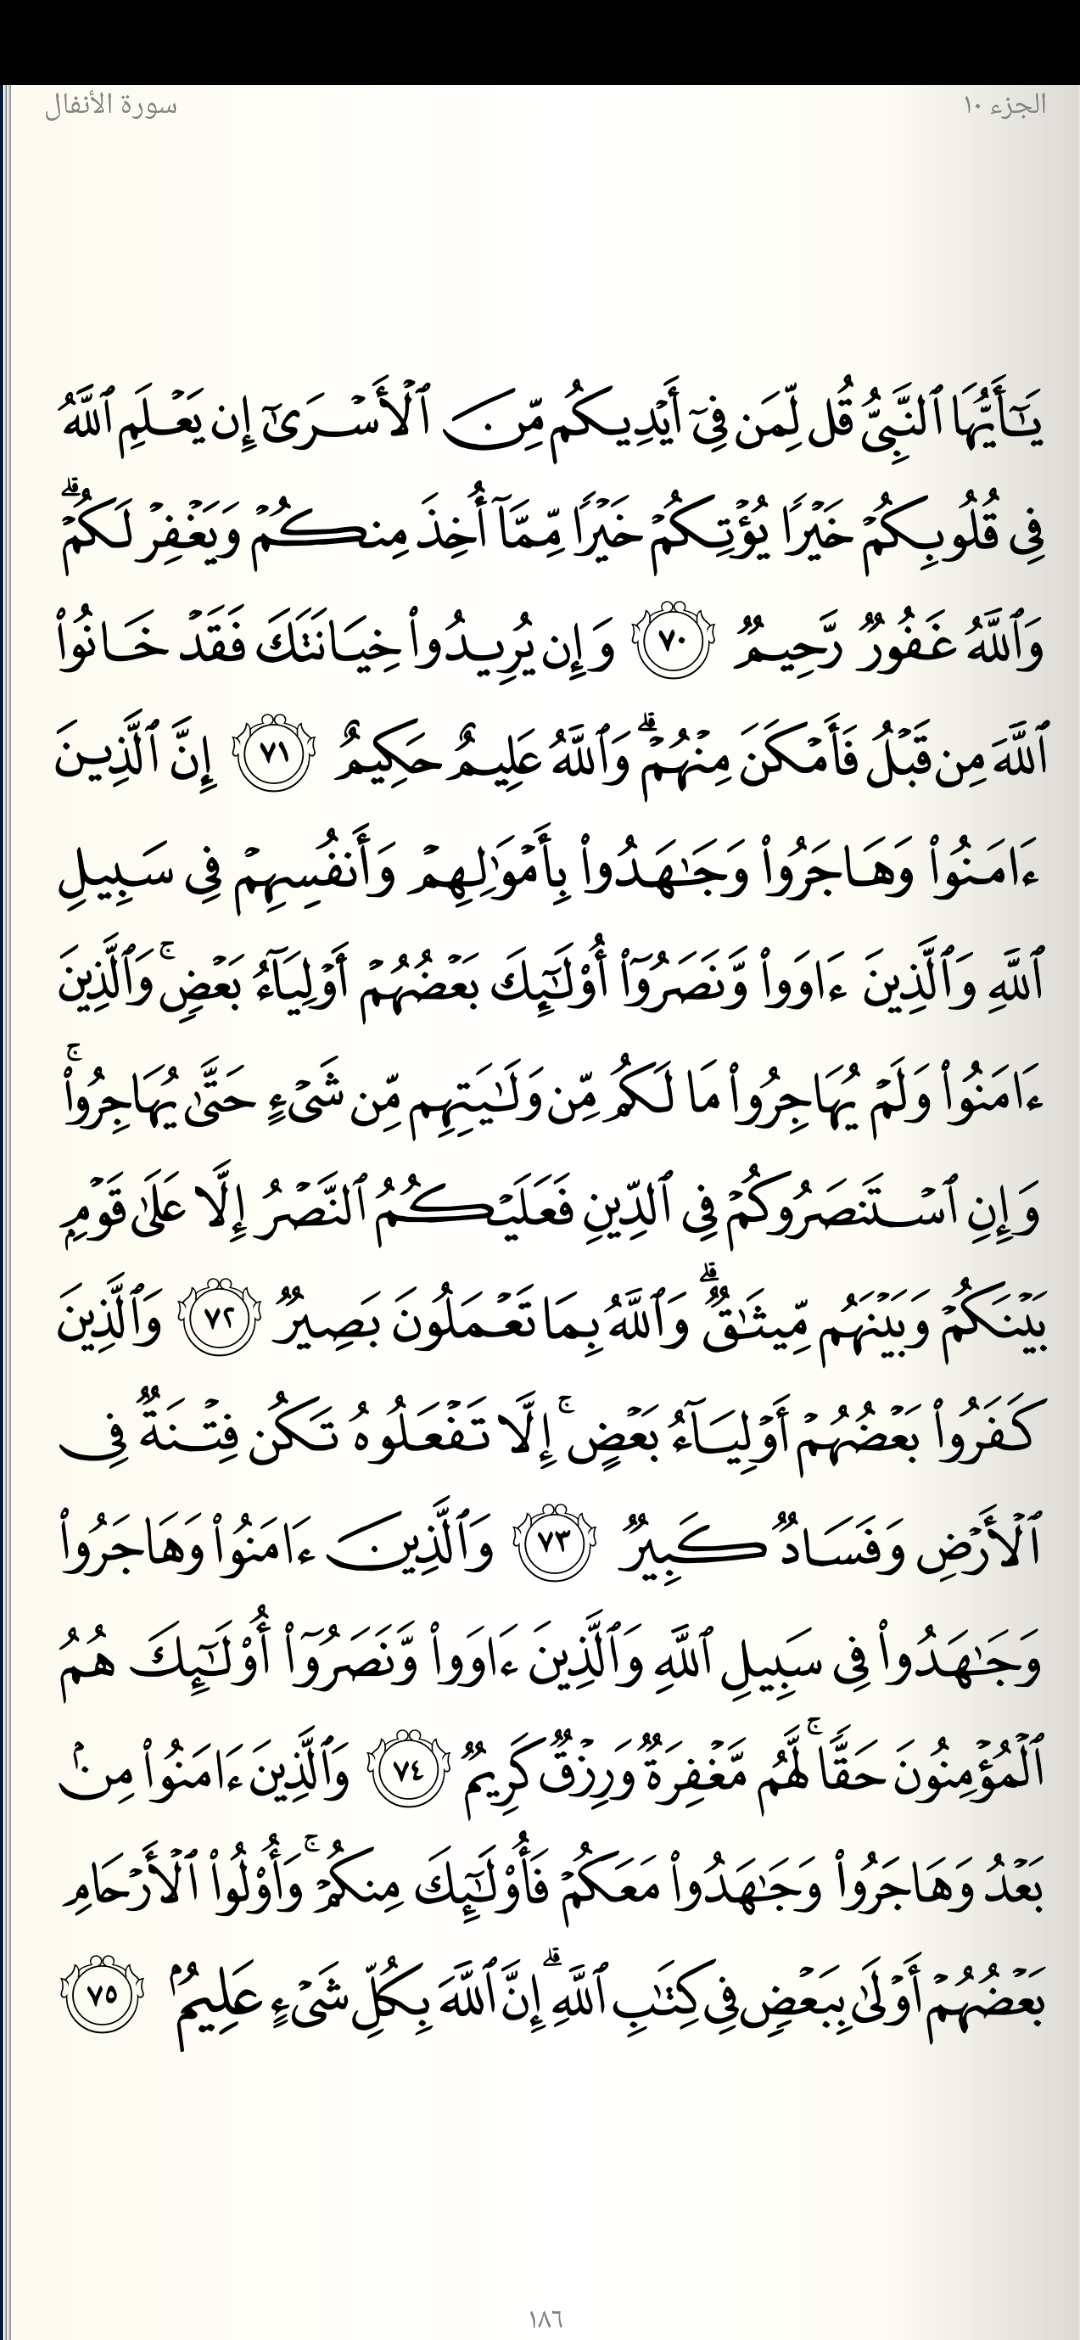 الجزء ١٠
سورة الأنفال
يَـٰٓأَيُّهَا ٱلنَّبِىُّ قُل لِّمَن فِىٓ أَيْدِيكُم مِّنَ ٱلْأَسْرَىٰٓ إِن يَعْلَمِ ٱللَّهُ
فِى قُلُوبِكُمْ خَيْرًا يُؤْتِكُمْ خَيْرًا مِّمَّآ أُخِذَ مِنكُمْ وَيَغْفِرْ لَكُمْ ۗ
وَٱللَّهُ غَفُورٌ رَّحِيمٌ ٧٠ وَإِن يُرِيدُوا۟ خِيَانَتَكَ فَقَدْ خَانُوا۟
ٱللَّهَ مِن قَبْلُ فَأَمْكَنَ مِنْهُمْ ۗ وَٱللَّهُ عَلِيمٌ حَكِيمٌ ٧١ إِنَّ ٱلَّذِينَ
ءَامَنُوا۟ وَهَاجَرُوا۟ وَجَـٰهَدُوا۟ بِأَمْوَٰلِهِمْ وَأَنفُسِهِمْ فِى سَبِيلِ
ٱللَّهِ وَٱلَّذِينَ ءَاوَوا۟ وَّنَصَرُوٓا۟ أُو۟لَـٰٓئِكَ بَعْضُهُمْ أَوْلِيَآءُ بَعْضٍ ۚ وَٱلَّذِينَ
ءَامَنُوا۟ وَلَمْ يُهَاجِرُوا۟ مَا لَكُم مِّن وَلَـٰيَتِهِم مِّن شَىْءٍ حَتَّىٰ يُهَاجِرُوا۟ ۚ
وَإِنِ ٱسْتَنصَرُوكُمْ فِى ٱلدِّينِ فَعَلَيْكُمُ ٱلنَّصْرُ إِلَّا عَلَىٰ قَوْمٍۭ
بَيْنَكُمْ وَبَيْنَهُم مِّيثَـٰقٌ ۗ وَٱللَّهُ بِمَا تَعْمَلُونَ بَصِيرٌ ٧٢ وَٱلَّذِينَ
كَفَرُوا۟ بَعْضُهُمْ أَوْلِيَآءُ بَعْضٍ ۚ إِلَّا تَفْعَلُوهُ تَكُن فِتْنَةٌ فِى
ٱلْأَرْضِ وَفَسَادٌ كَبِيرٌ ٧٣ وَٱلَّذِينَ ءَامَنُوا۟ وَهَاجَرُوا۟
وَجَـٰهَدُوا۟ فِى سَبِيلِ ٱللَّهِ وَٱلَّذِينَ ءَاوَوا۟ وَّنَصَرُوٓا۟ أُو۟لَـٰٓئِكَ هُمُ
ٱلْمُؤْمِنُونَ حَقًّا ۚ لَّهُم مَّغْفِرَةٌ وَرِزْقٌ كَرِيمٌ ٧٤ وَٱلَّذِينَ ءَامَنُوا۟ مِنۢ
بَعْدُ وَهَاجَرُوا۟ وَجَـٰهَدُوا۟ مَعَكُمْ فَأُو۟لَـٰٓئِكَ مِنكُمْ ۚ وَأُو۟لُوا۟ ٱلْأَرْحَامِ
بَعْضُهُمْ أَوْلَىٰ بِبَعْضٍ فِى كِتَـٰبِ ٱللَّهِ ۗ إِنَّ ٱللَّهَ بِكُلِّ شَىْءٍ عَلِيمٌۢ ٧٥
١٨٦